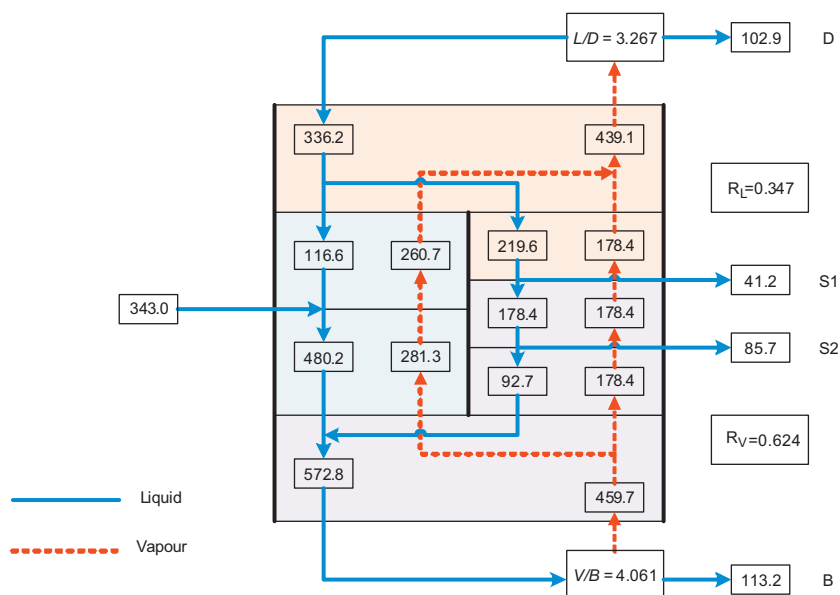 L/D = 3.267
102.9 D
336.2 439.1
R_L=0.347
116.6 260.7 219.6 178.4
41.2 S1
343.0
178.4 178.4
480.2 281.3
85.7 S2
92.7 178.4
R_V=0.624
572.8
459.7
Liquid
Vapour
V/B = 4.061
113.2 B